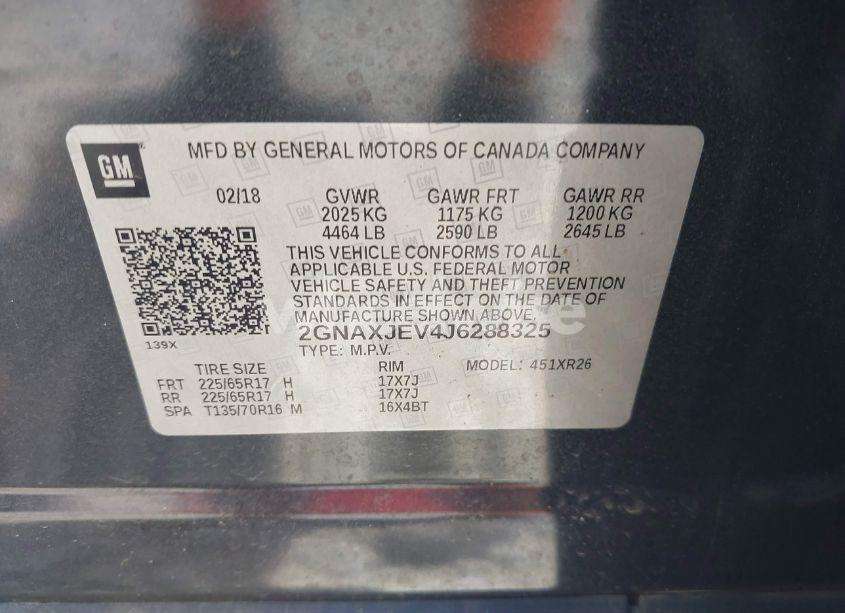 GM
MFD BY GENERAL MOTORS OF CANADA COMPANY
02/18 GVWR GAWR FRT GAWR RR
2025 KG 1175 KG 1200 KG
4464 LB 2590 LB 2645 LB
THIS VEHICLE CONFORMS TO ALL
APPLICABLE U.S. FEDERAL MOTOR
VEHICLE SAFETY AND THEFT PREVENTION
STANDARDS IN EFFECT ON THE DATE OF
MANUFACTURE SHOWN ABOVE.
2GNAXJEV4J6288325
139X
TYPE: M.P.V. MODEL: 451XR26
TIRE SIZE RIM
FRT 225/65R17 H 17X7J
RR 225/65R17 H 17X7J
SPA T135/70R16 M 16X4BT